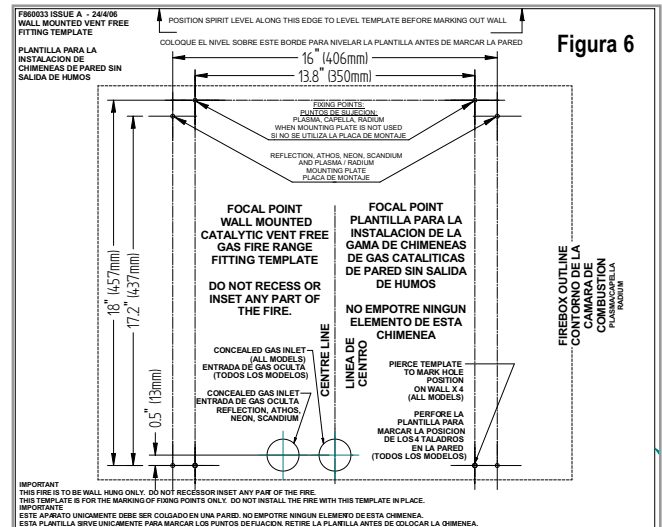 F860033 ISSUE A - 24/4/06
WALL MOUNTED VENT FREE
FITTING TEMPLATE
PLANTILLA PARA LA
INSTALACION DE
CHIMENEAS DE PARED SIN
SALIDA DE HUMOS
POSITION SPIRIT LEVEL ALONG THIS EDGE TO LEVEL TEMPLATE BEFORE MARKING OUT WALL
COLOQUE EL NIVEL SOBRE ESTE BORDE PARA NIVELAR LA PLANTILLA ANTES DE MARCAR LA PARED
Figura 6
16" (406mm)
13.8" (350mm)
FIXING POINTS:
PUNTOS DE SUJECION:
PLASMA, CAPELLA, RADIUM
WHEN MOUNTING PLATE IS NOT USED
SI NO SE UTILIZA LA PLACA DE MONTAJE
REFLECTION, ATHOS, NEON, SCANDIUM
AND PLASMA / RADIUM
MOUNTING PLATE
PLACA DE MONTAJE
18" (457mm)
17.2" (437mm)
0.5" (13mm)
FOCAL POINT
WALL MOUNTED
CATALYTIC VENT FREE
GAS FIRE RANGE
FITTING TEMPLATE
DO NOT RECESS OR
INSET ANY PART OF
THE FIRE.
FOCAL POINT
PLANTILLA PARA LA
INSTALACION DE LA
GAMA DE CHIMENEAS
DE GAS CATALITICAS
DE PARED SIN SALIDA
DE HUMOS
NO EMPOTRE NINGUN
ELEMENTO DE ESTA
CHIMENEA
CONCEALED GAS INLET
(ALL MODELS)
ENTRADA DE GAS OCULTA
(TODOS LOS MODELOS)
CONCEALED GAS INLET
ENTRADA DE GAS OCULTA
REFLECTION, ATHOS,
NEON, SCANDIUM
CENTRE LINE
LINEA DE
CENTRO
PIERCE TEMPLATE
TO MARK HOLE
POSITION
ON WALL X 4
(ALL MODELS)
PERFORE LA
PLANTILLA PARA
MARCAR LA POSICION
DE LOS 4 TALADROS
EN LA PARED
(TODOS LOS MODELOS)
FIREBOX OUTLINE
CONTORNO DE LA
CAMARA DE
COMBUSTION
PLASMA/CAPELLA
RADIUM
IMPORTANT
THIS FIRE IS TO BE WALL HUNG ONLY. DO NOT RECESSOR INSET ANY PART OF THE FIRE.
THIS TEMPLATE IS FOR THE MARKING OF FIXING POINTS ONLY. DO NOT INSTALL THE FIRE WITH THIS TEMPLATE IN PLACE.
IMPORTANTE
ESTE APARATO UNICAMENTE DEBE SER COLGADO EN UNA PARED. NO EMPOTRE NINGUN ELEMENTO DE ESTA CHIMENEA.
ESTA PLANTILLA SIRVE UNICAMENTE PARA MARCAR LOS PUNTOS DE FIJACION. RETIRE LA PLANTILLA ANTES DE COLOCAR LA CHIMENEA.